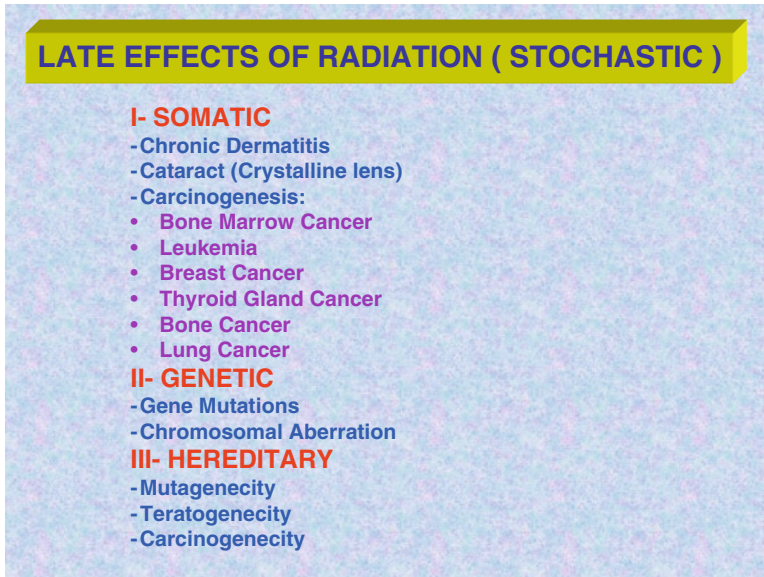 LATE EFFECTS OF RADIATION ( STOCHASTIC )
I- SOMATIC
-Chronic Dermatitis
-Cataract (Crystalline lens)
-Carcinogenesis:
• Bone Marrow Cancer
• Leukemia
• Breast Cancer
• Thyroid Gland Cancer
• Bone Cancer
• Lung Cancer
II- GENETIC
-Gene Mutations
-Chromosomal Aberration
III- HEREDITARY
-Mutagenecity
-Teratogenecity
-Carcinogenecity